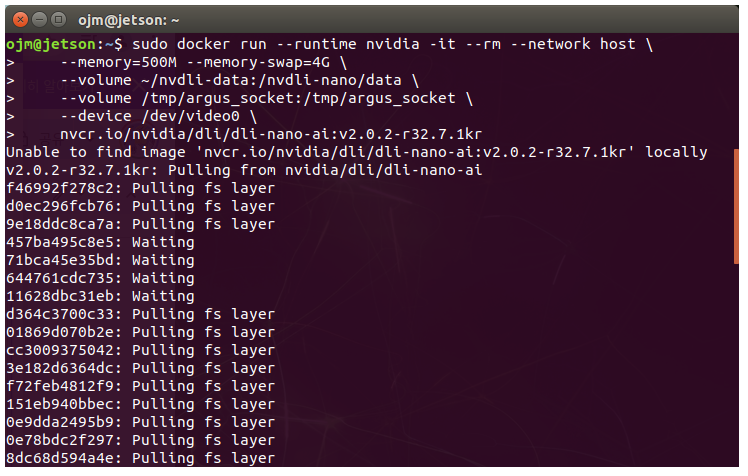 ojm@jetson: ~
ojm@jetson:~$ sudo docker run --runtime nvidia -it --rm --network host \
>     --memory=500M --memory-swap=4G \
>     --volume ~/nvdli-data:/nvdli-nano/data \
>     --volume /tmp/argus_socket:/tmp/argus_socket \
>     --device /dev/video0 \
>     nvcr.io/nvidia/dli/dli-nano-ai:v2.0.2-r32.7.1kr
Unable to find image 'nvcr.io/nvidia/dli/dli-nano-ai:v2.0.2-r32.7.1kr' locally
v2.0.2-r32.7.1kr: Pulling from nvidia/dli/dli-nano-ai
f46992f278c2: Pulling fs layer
d0ec296fcb76: Pulling fs layer
9e18ddc8ca7a: Pulling fs layer
457ba495c8e5: Waiting
71bca45e35bd: Waiting
644761cdc735: Waiting
11628dbc31eb: Waiting
d364c3700c33: Pulling fs layer
01869d070b2e: Pulling fs layer
cc3009375042: Pulling fs layer
3e182d6364dc: Pulling fs layer
f72feb4812f9: Pulling fs layer
151eb940bbec: Pulling fs layer
0e9dda2495b9: Pulling fs layer
0e78bdc2f297: Pulling fs layer
8dc68d594a4e: Pulling fs layer